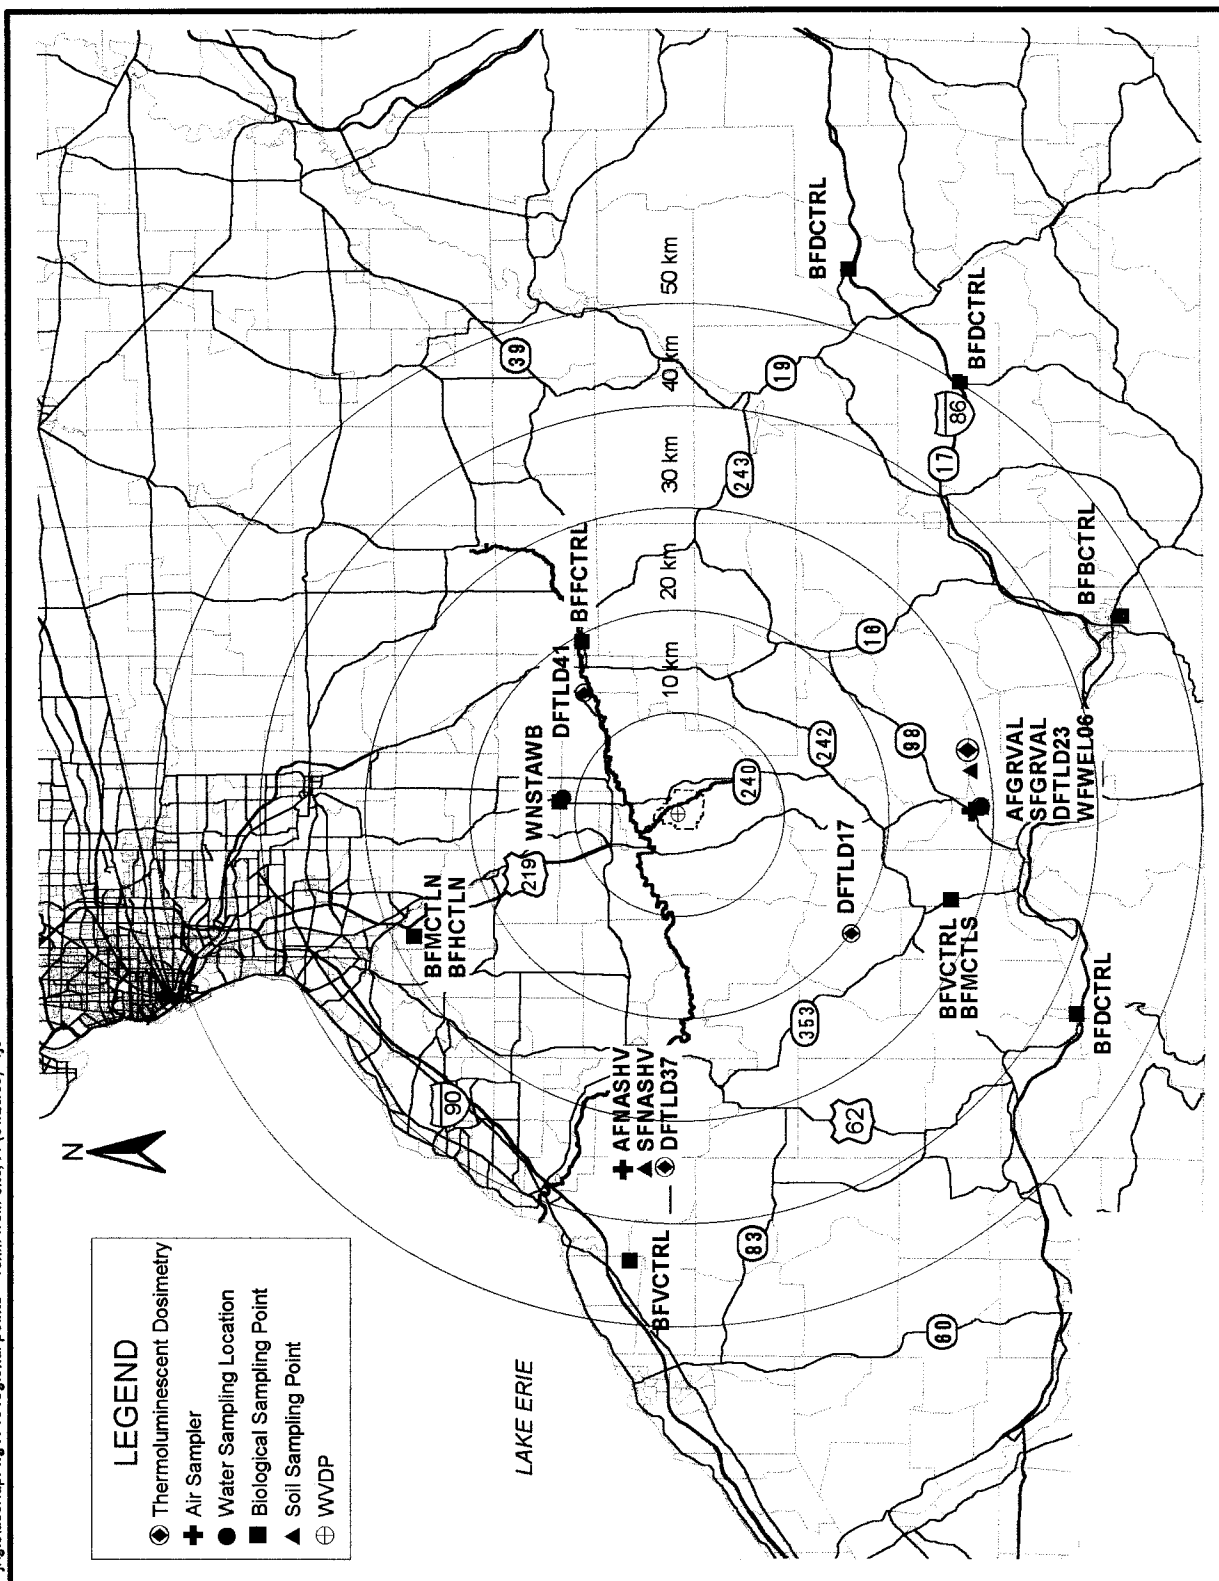 LEGEND
Thermoluminescent Dosimetry
Air Sampler
Water Sampling Location
Biological Sampling Point
Soil Sampling Point
WVDP
N
LAKE ERIE
90
219
39
BFMCTLN
BFHCTLN
WNSTAWB
DFTLD41
BFFCTRL
10 km
20 km
30 km
40 km
50 km
AFNASHV
SFNASHV
DFTLD37
BFVCTRL
240
243
19
242
353
83
62
16
98
60
17
86
DFTLD17
BFDCTRL
BFDCTRL
BFVCTRL
BFMCTLS
AFGRVAL
SFGRVAL
DFTLD23
WFWEL06
BFBCTRL
BFDCTRL